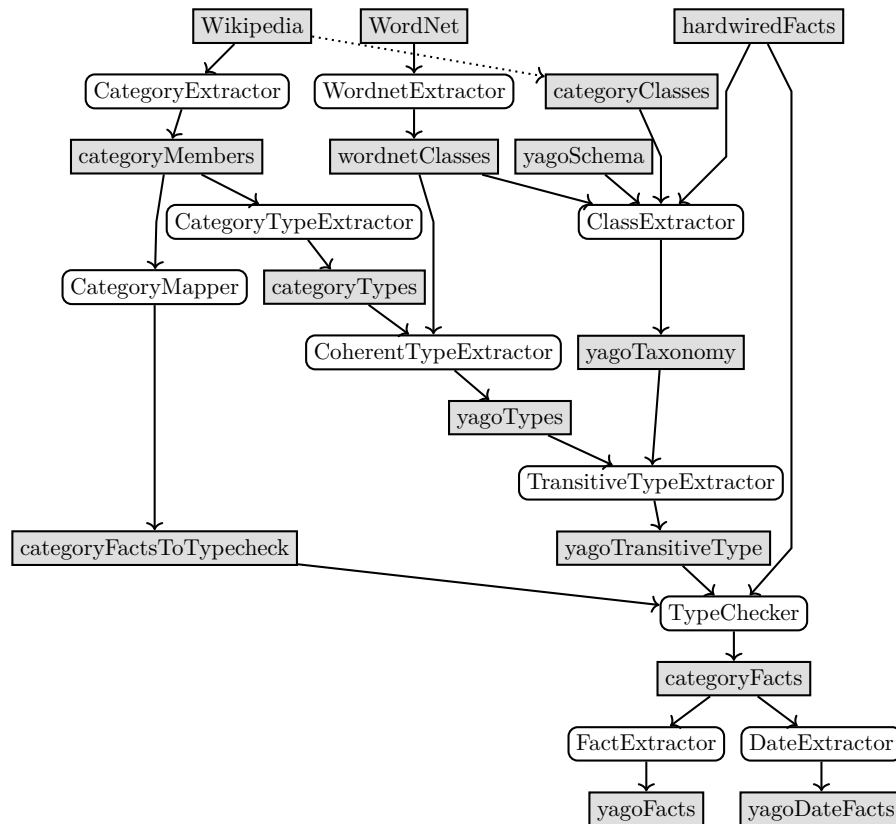 Wikipedia
WordNet
hardwiredFacts
CategoryExtractor
WordnetExtractor
categoryClasses
categoryMembers
wordnetClasses
yagoSchema
CategoryTypeExtractor
ClassExtractor
CategoryMapper
categoryTypes
CoherentTypeExtractor
yagoTaxonomy
yagoTypes
TransitiveTypeExtractor
categoryFactsToTypecheck
yagoTransitiveType
TypeChecker
categoryFacts
FactExtractor
DateExtractor
yagoFacts
yagoDateFacts